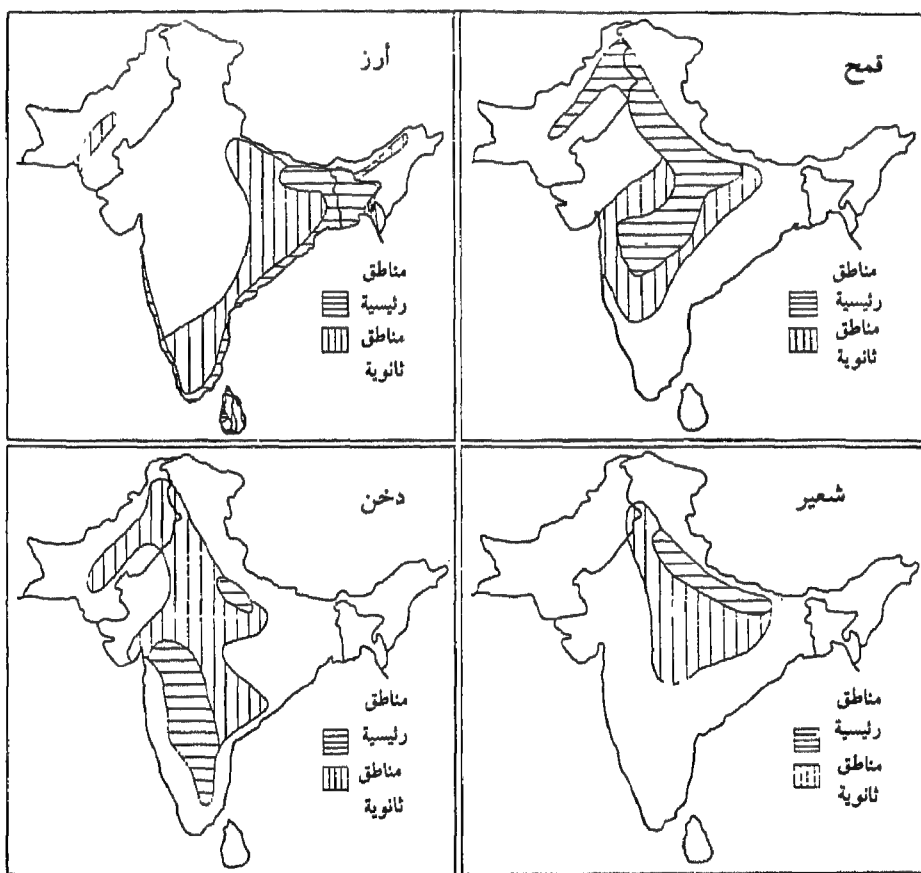 قمح
مناطق
رئيسية
مناطق
ثانوية
أرز
مناطق
رئيسية
مناطق
ثانوية
شعير
مناطق
رئيسية
مناطق
ثانوية
دخن
مناطق
رئيسية
مناطق
ثانوية